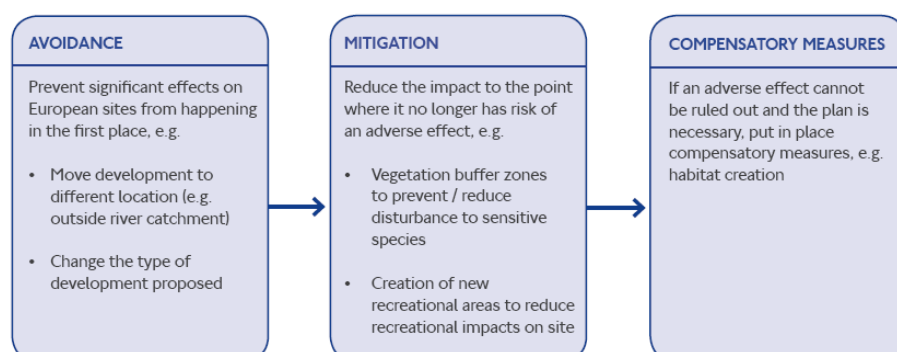 AVOIDANCE
Prevent significant effects on
European sites from happening
in the first place, e.g.
• Move development to
different location (e.g.
outside river catchment)
• Change the type of
development proposed
MITIGATION
Reduce the impact to the point
where it no longer has risk of
an adverse effect, e.g.
• Vegetation buffer zones
to prevent / reduce
disturbance to sensitive
species
• Creation of new
recreational areas to reduce
recreational impacts on site
COMPENSATORY MEASURES
If an adverse effect cannot
be ruled out and the plan is
necessary, put in place
compensatory measures, e.g.
habitat creation